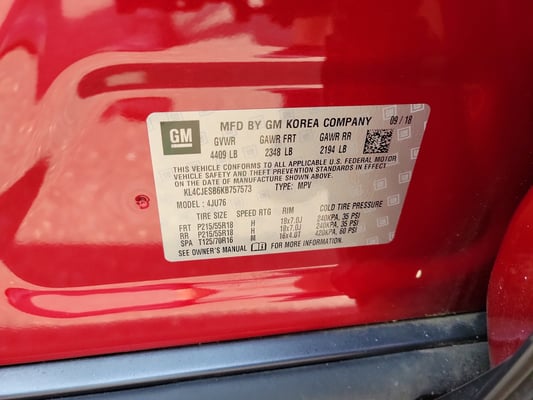 GM
MFD BY GM KOREA COMPANY 09/18
GVWR GAWR FRT GAWR RR
4409 LB 2348 LB 2194 LB
THIS VEHICLE CONFORMS TO ALL APPLICABLE U.S. FEDERAL MOTOR
VEHICLE SAFETY AND THEFT PREVENTION STANDARDS IN EFFECT
ON THE DATE OF MANUFACTURE SHOWN ABOVE.
KL4CJESB6KB757573 TYPE: MPV
MODEL: 4JU76
TIRE SIZE SPEED RTG RIM COLD TIRE PRESSURE
FRT P215/55R18 H 18x7.0J 240KPA, 35 PSI
RR P215/55R18 H 18x7.0J 240KPA, 35 PSI
SPA T125/70R16 M 16x4.0T 420KPA, 60 PSI
SEE OWNER'S MANUAL FOR MORE INFORMATION